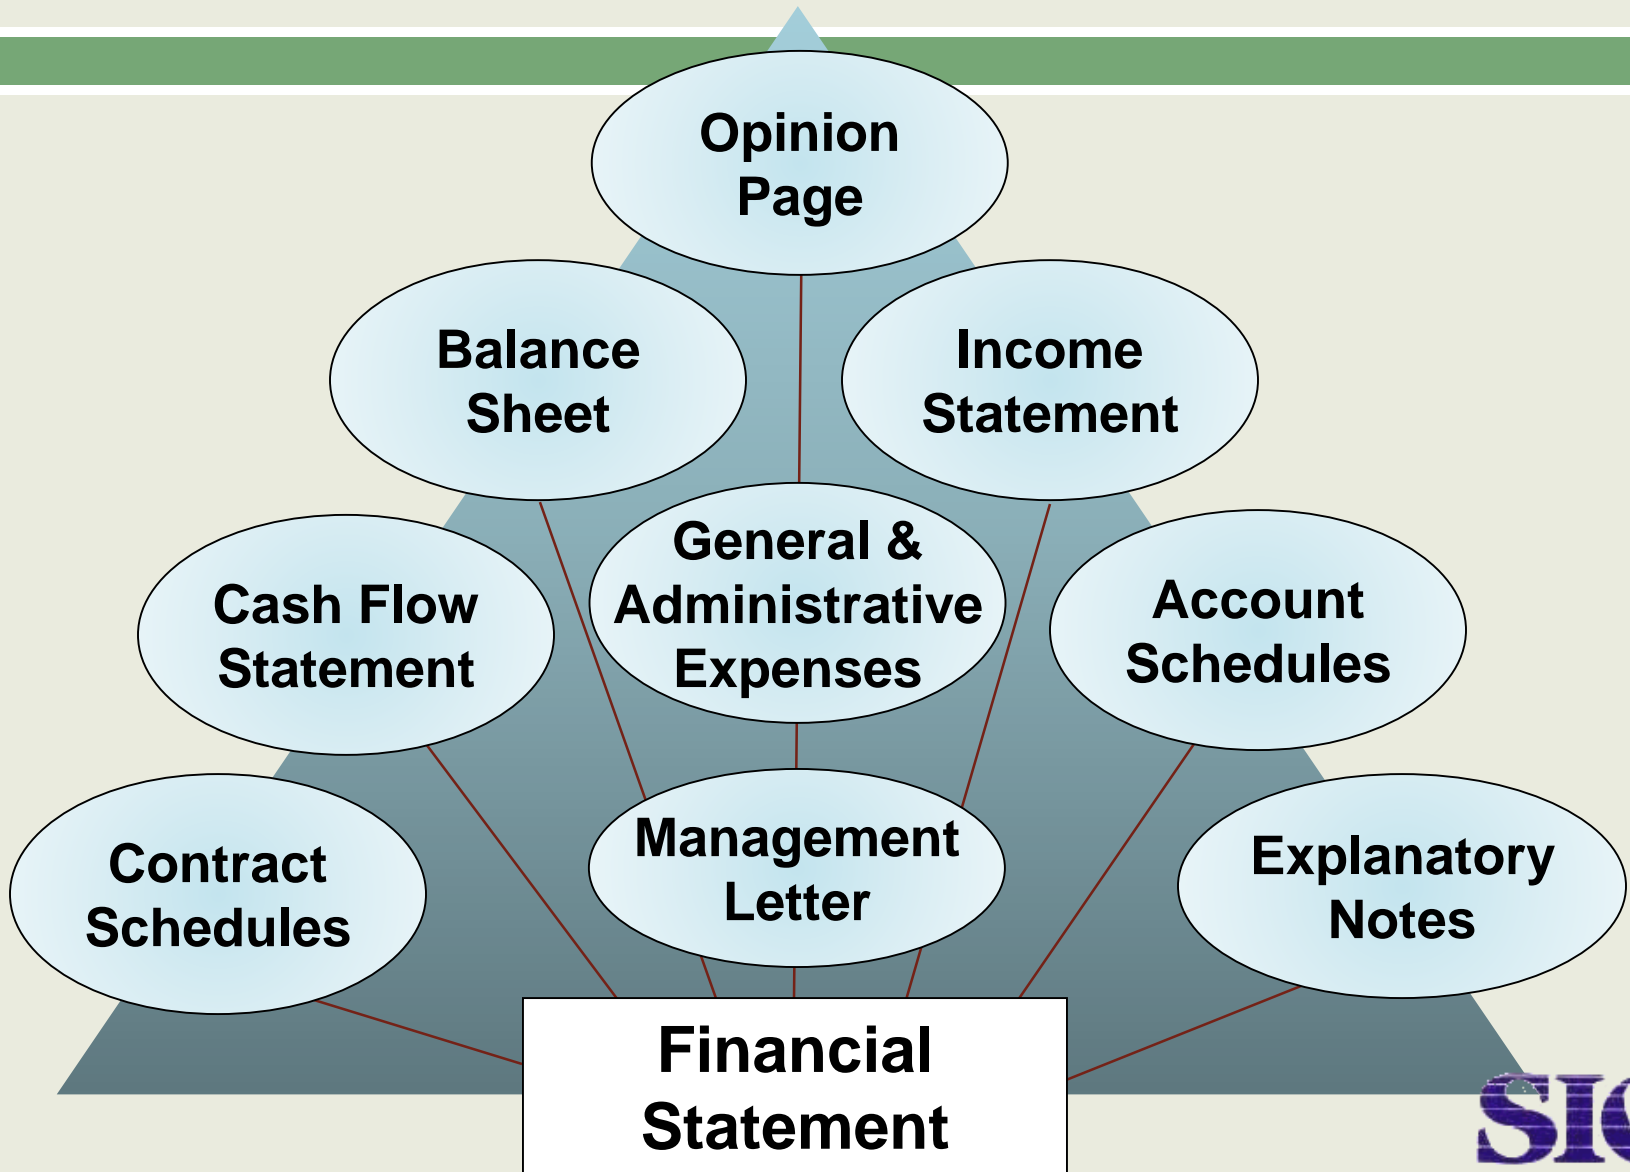 Opinion
Page
Balance
Sheet
Income
Statement
General &
Administrative
Expenses
Cash Flow
Statement
Account
Schedules
Management
Letter
Contract
Schedules
Explanatory
Notes
Financial
Statement